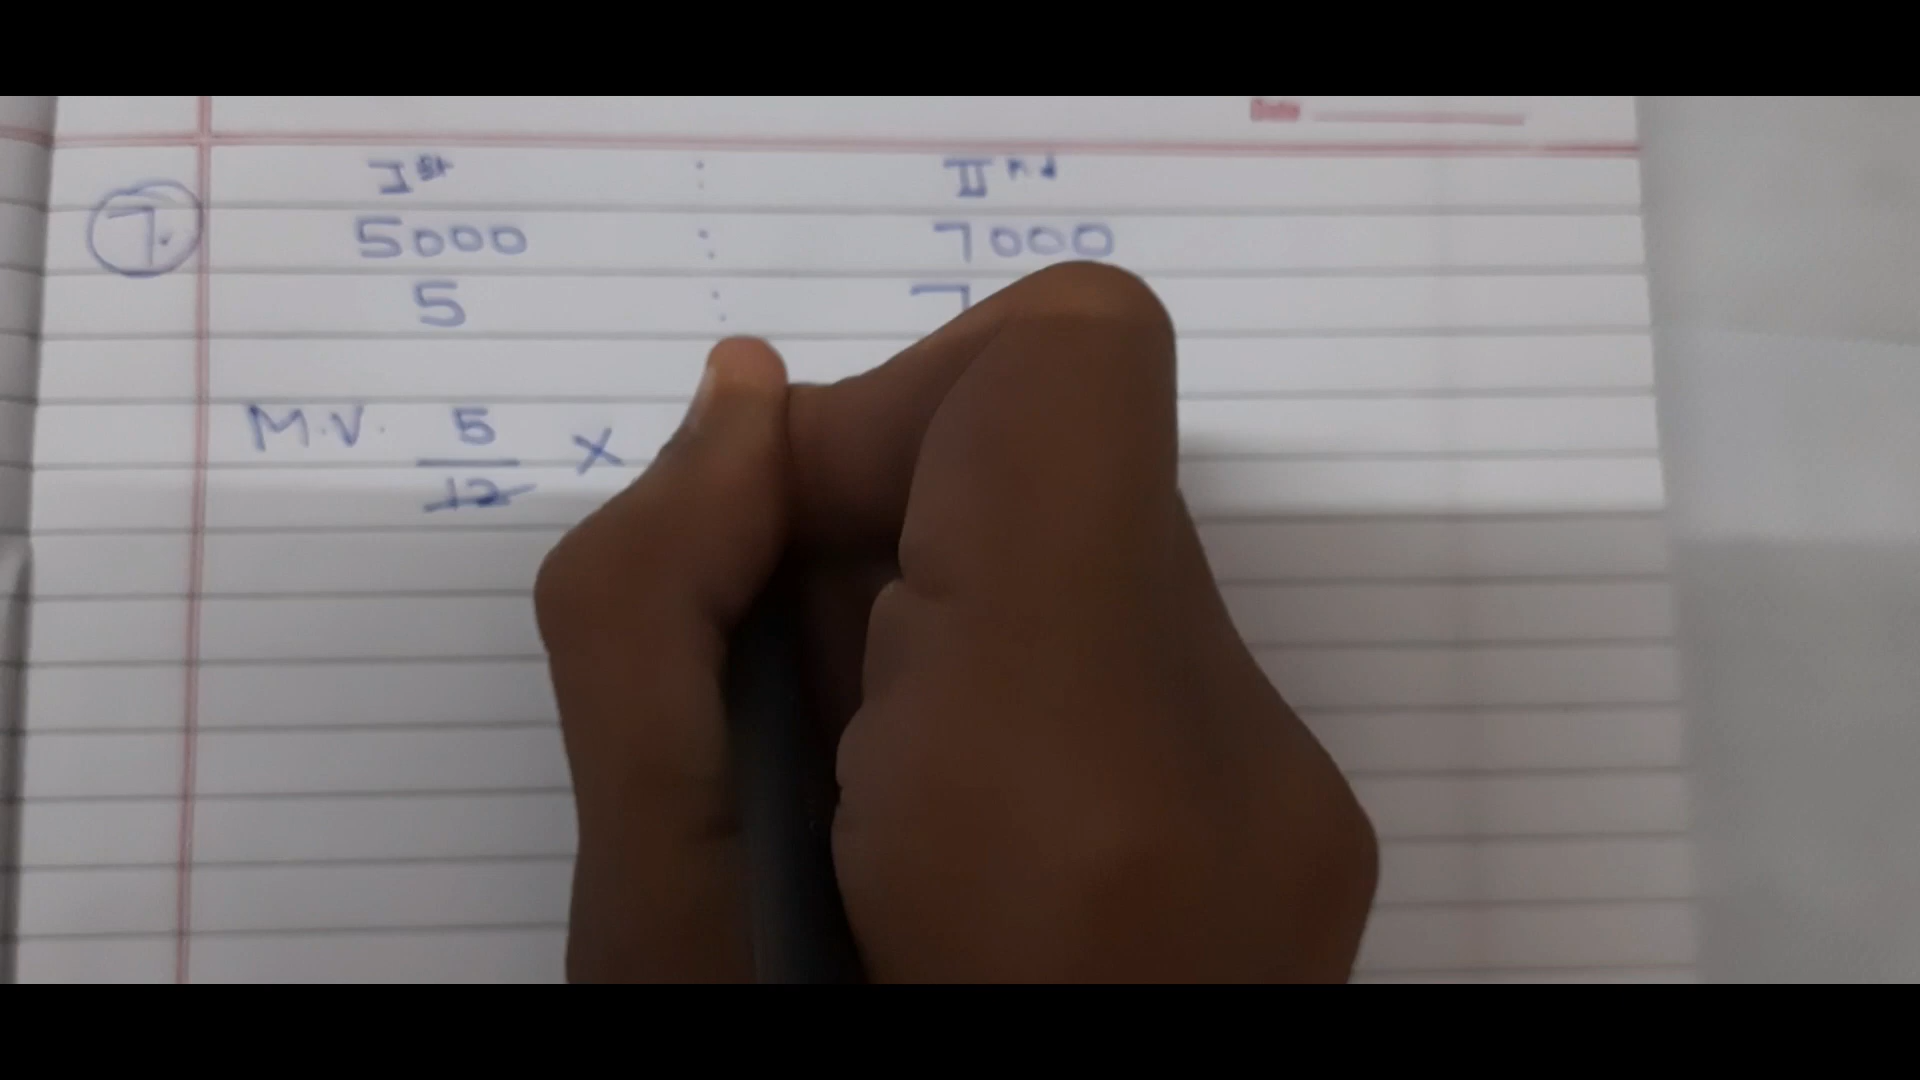 Date
Ist : IInd
7. 5000 : 7000
5 : 7
M.V. 5/12 ×